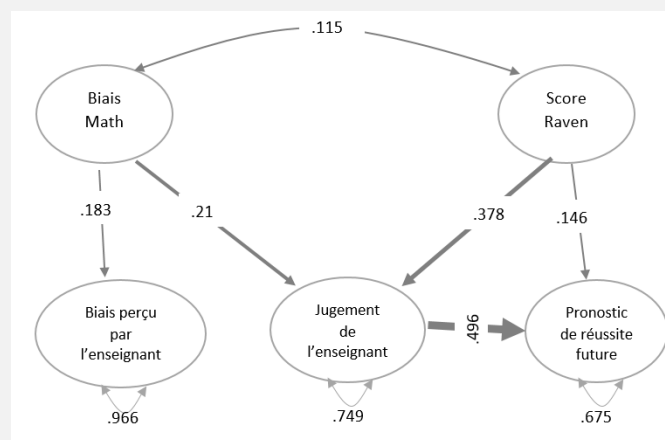 .115
Biais
Math
Score
Raven
.183
.21
.378
.146
Biais perçu
par
l'enseignant
Jugement
de
l'enseignant
.496
Pronostic
de réussite
future
.966
.749
.675